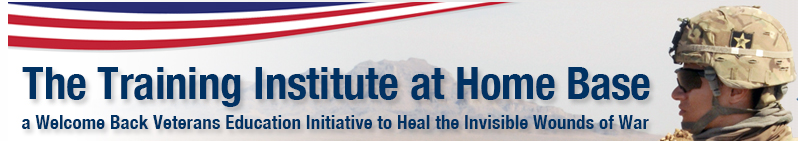 The Training Institute at Home Base
a Welcome Back Veterans Education Initiative to Heal the Invisible Wounds of War